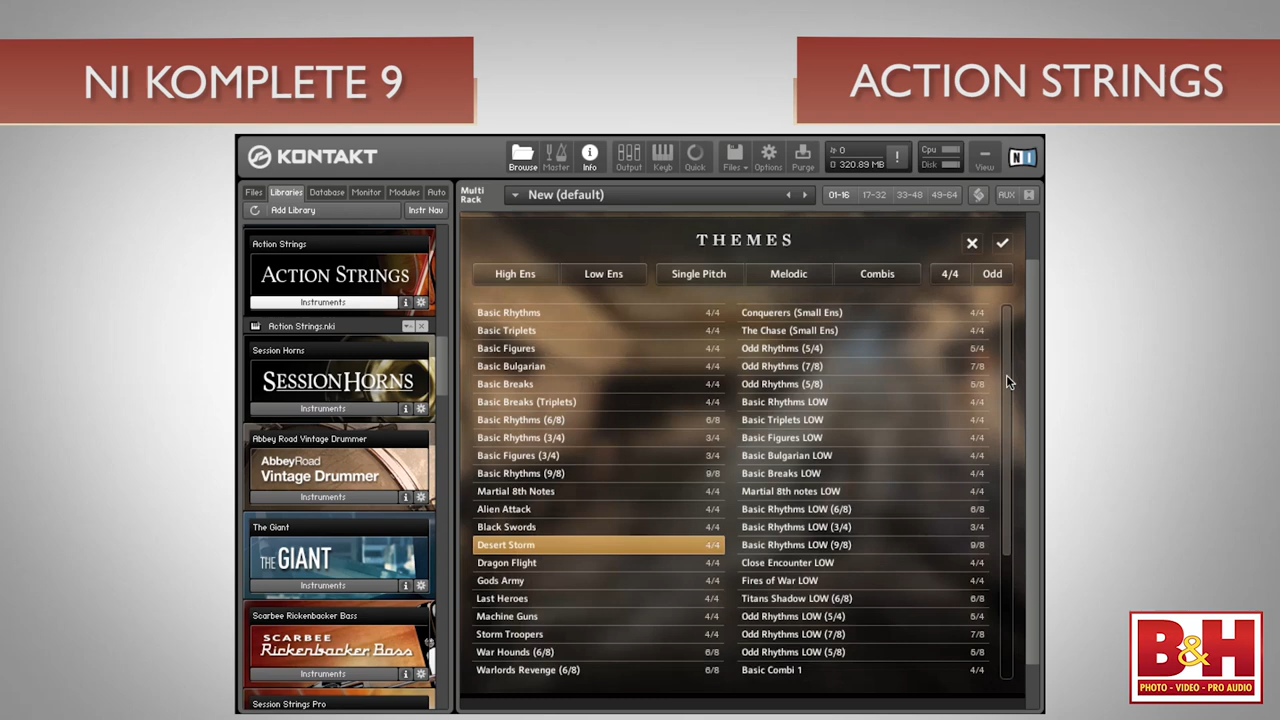 NI KOMPLETE 9
ACTION STRINGS
KONTAKT
Browse
Master
Info
Output
Keyb
Quick
Files
Options
Purge
0
320.89 MB
!
Cpu
Disk
View
NI
Files
Libraries
Database
Monitor
Modules
Auto
Add Library
Instr Nav
Multi
Rack
New (default)
01-16
17-32
33-48
49-64
AUX
Action Strings
ACTION STRINGS
Instruments
Action Strings.nki
Session Horns
SESSIONHORNS
Instruments
Abbey Road Vintage Drummer
AbbeyRoad
Vintage Drummer
Instruments
The Giant
THE GIANT
Instruments
Scarbee Rickenbacker Bass
SCARBEE
Rickenbacker Bass
Instruments
Session Strings Pro
THEMES
High Ens
Low Ens
Single Pitch
Melodic
Combis
4/4
Odd
Basic Rhythms 4/4
Basic Triplets 4/4
Basic Figures 4/4
Basic Bulgarian 4/4
Basic Breaks 4/4
Basic Breaks (Triplets) 4/4
Basic Rhythms (6/8) 6/8
Basic Rhythms (3/4) 3/4
Basic Figures (3/4) 3/4
Basic Rhythms (9/8) 9/8
Martial 8th Notes 4/4
Alien Attack 4/4
Black Swords 4/4
Desert Storm 4/4
Dragon Flight 4/4
Gods Army 4/4
Last Heroes 4/4
Machine Guns 4/4
Storm Troopers 4/4
War Hounds (6/8) 6/8
Warlords Revenge (6/8) 6/8
Conquerers (Small Ens) 4/4
The Chase (Small Ens) 4/4
Odd Rhythms (5/4) 5/4
Odd Rhythms (7/8) 7/8
Odd Rhythms (5/8) 5/8
Basic Rhythms LOW 4/4
Basic Triplets LOW 4/4
Basic Figures LOW 4/4
Basic Bulgarian LOW 4/4
Basic Breaks LOW 4/4
Martial 8th notes LOW 4/4
Basic Rhythms LOW (6/8) 6/8
Basic Rhythms LOW (3/4) 3/4
Basic Rhythms LOW (9/8) 9/8
Close Encounter LOW 4/4
Fires of War LOW 4/4
Titans Shadow LOW (6/8) 6/8
Odd Rhythms LOW (5/4) 5/4
Odd Rhythms LOW (7/8) 7/8
Odd Rhythms LOW (5/8) 5/8
Basic Combi 1 4/4
B&H
PHOTO - VIDEO - PRO AUDIO